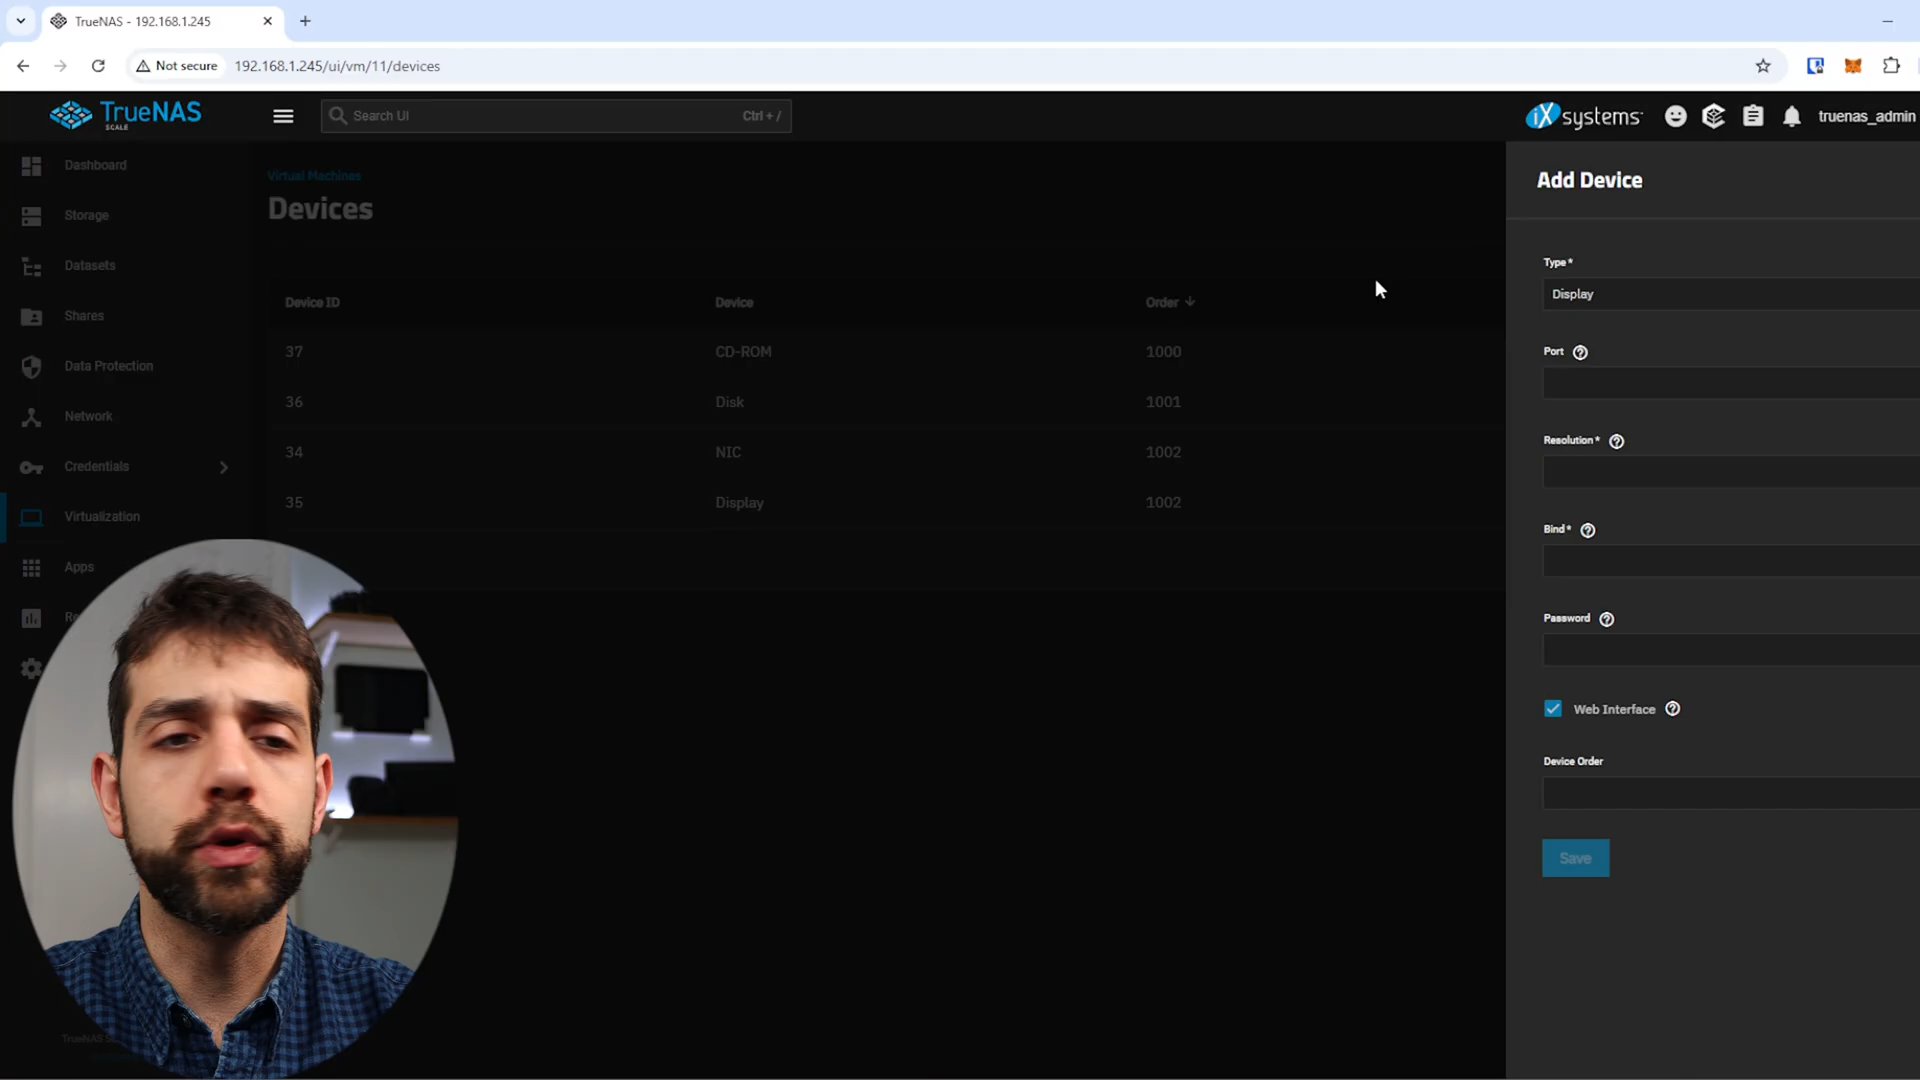 TrueNAS - 192.168.1.245
Not secure
192.168.1.245/ui/vm/11/devices
TrueNAS
SCALE
Search UI
Ctrl + /
iX systems
truenas_admin
Dashboard
Storage
Datasets
Shares
Data Protection
Network
Credentials
Virtualization
Apps
TrueNAS
Virtual Machines
Devices
Device ID
Device
Order
37
CD-ROM
1000
36
Disk
1001
34
NIC
1002
35
Display
1002
Add Device
Type*
Display
Port
Resolution*
Bind*
Password
Web Interface
Device Order
Save